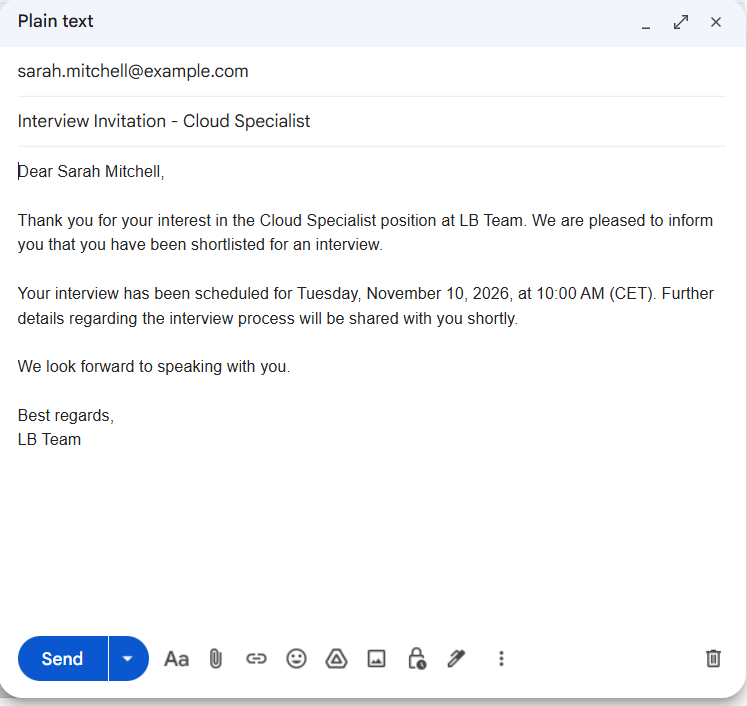 Plain text
sarah.mitchell@example.com
Interview Invitation - Cloud Specialist
Dear Sarah Mitchell,
Thank you for your interest in the Cloud Specialist position at LB Team. We are pleased to inform
you that you have been shortlisted for an interview.
Your interview has been scheduled for Tuesday, November 10, 2026, at 10:00 AM (CET). Further
details regarding the interview process will be shared with you shortly.
We look forward to speaking with you.
Best regards,
LB Team
Send Aa